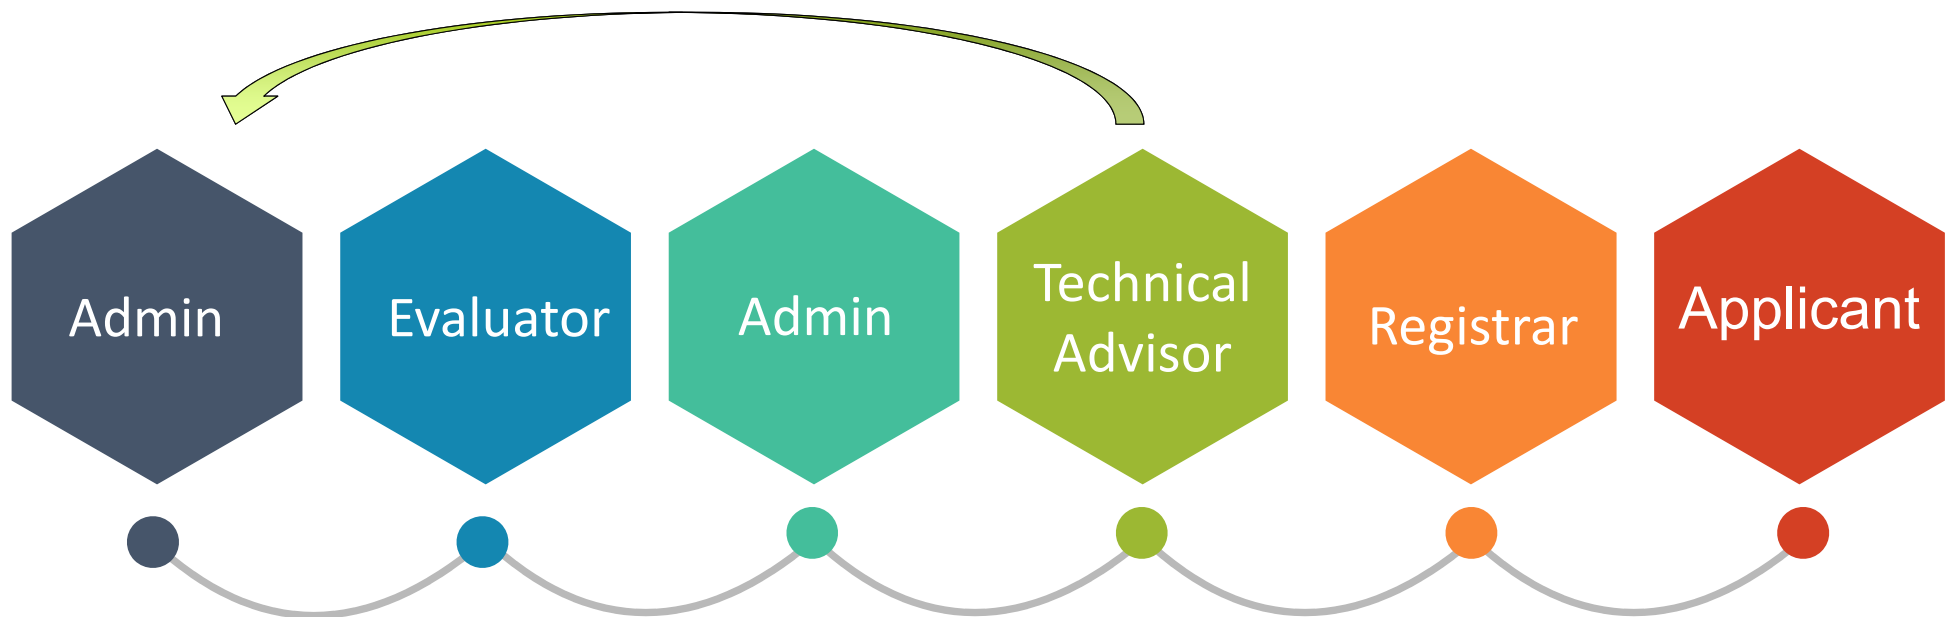 Admin
Evaluator
Admin
Technical
Advisor
Registrar
Applicant